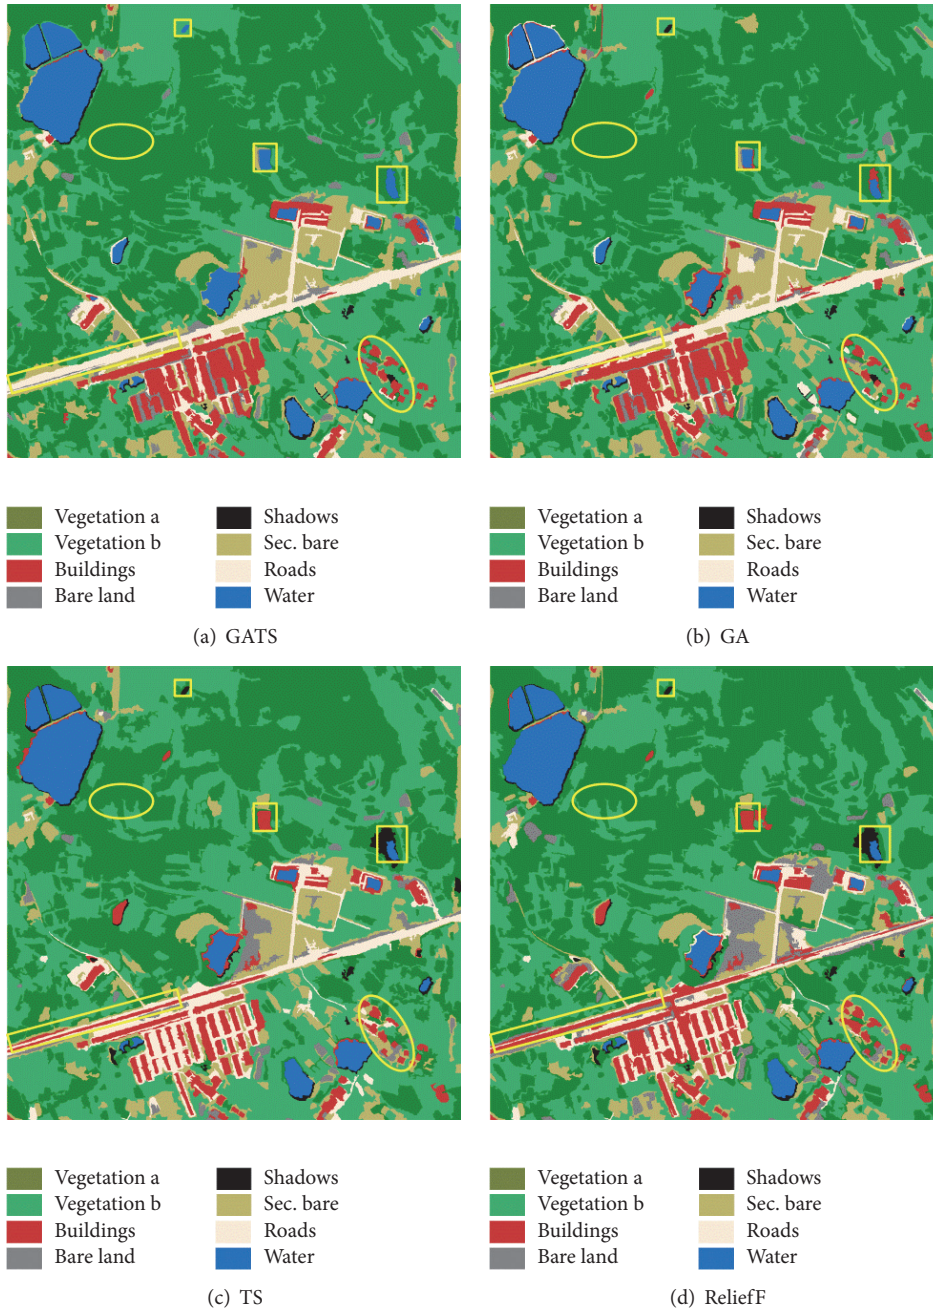 Vegetation a
Vegetation b
Buildings
Bare land
Shadows
Sec. bare
Roads
Water
(a) GATS
Vegetation a
Vegetation b
Buildings
Bare land
Shadows
Sec. bare
Roads
Water
(b) GA
Vegetation a
Vegetation b
Buildings
Bare land
Shadows
Sec. bare
Roads
Water
(c) TS
Vegetation a
Vegetation b
Buildings
Bare land
Shadows
Sec. bare
Roads
Water
(d) ReliefF